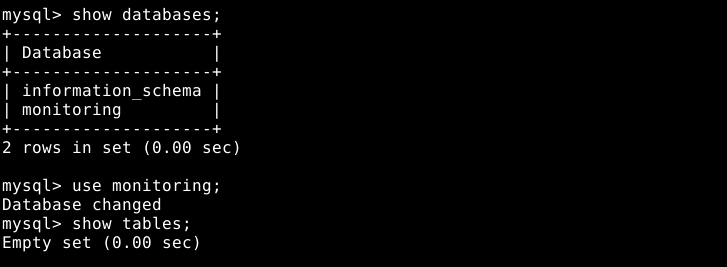 mysql> show databases;
+--------------------+
| Database           |
+--------------------+
| information_schema |
| monitoring         |
+--------------------+
2 rows in set (0.00 sec)

mysql> use monitoring;
Database changed
mysql> show tables;
Empty set (0.00 sec)